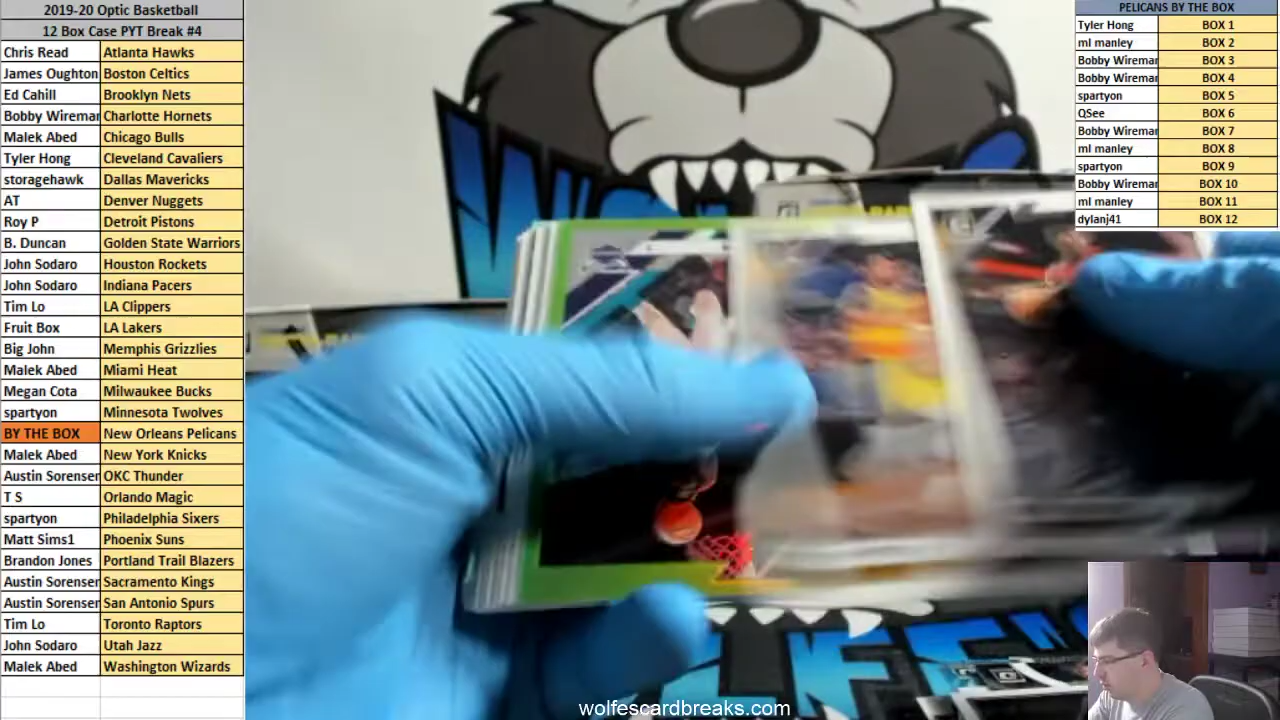 2019-20 Optic Basketball
12 Box Case PYT Break #4
Chris Read Atlanta Hawks
James Oughton Boston Celtics
Ed Cahill Brooklyn Nets
Bobby Wireman Charlotte Hornets
Malek Abed Chicago Bulls
Tyler Hong Cleveland Cavaliers
storagehawk Dallas Mavericks
AT Denver Nuggets
Roy P Detroit Pistons
B. Duncan Golden State Warriors
John Sodaro Houston Rockets
John Sodaro Indiana Pacers
Tim Lo LA Clippers
Fruit Box LA Lakers
Big John Memphis Grizzlies
Malek Abed Miami Heat
Megan Cota Milwaukee Bucks
spartyon Minnesota Twolves
BY THE BOX New Orleans Pelicans
Malek Abed New York Knicks
Austin Sorensen OKC Thunder
T S Orlando Magic
spartyon Philadelphia Sixers
Matt Sims1 Phoenix Suns
Brandon Jones Portland Trail Blazers
Austin Sorensen Sacramento Kings
Austin Sorensen San Antonio Spurs
Tim Lo Toronto Raptors
John Sodaro Utah Jazz
Malek Abed Washington Wizards
PELICANS BY THE BOX
Tyler Hong BOX 1
ml manley BOX 2
Bobby Wireman BOX 3
Bobby Wireman BOX 4
spartyon BOX 5
QSee BOX 6
Bobby Wireman BOX 7
ml manley BOX 8
spartyon BOX 9
Bobby Wireman BOX 10
ml manley BOX 11
dylanj41 BOX 12
wolfescardbreaks.com